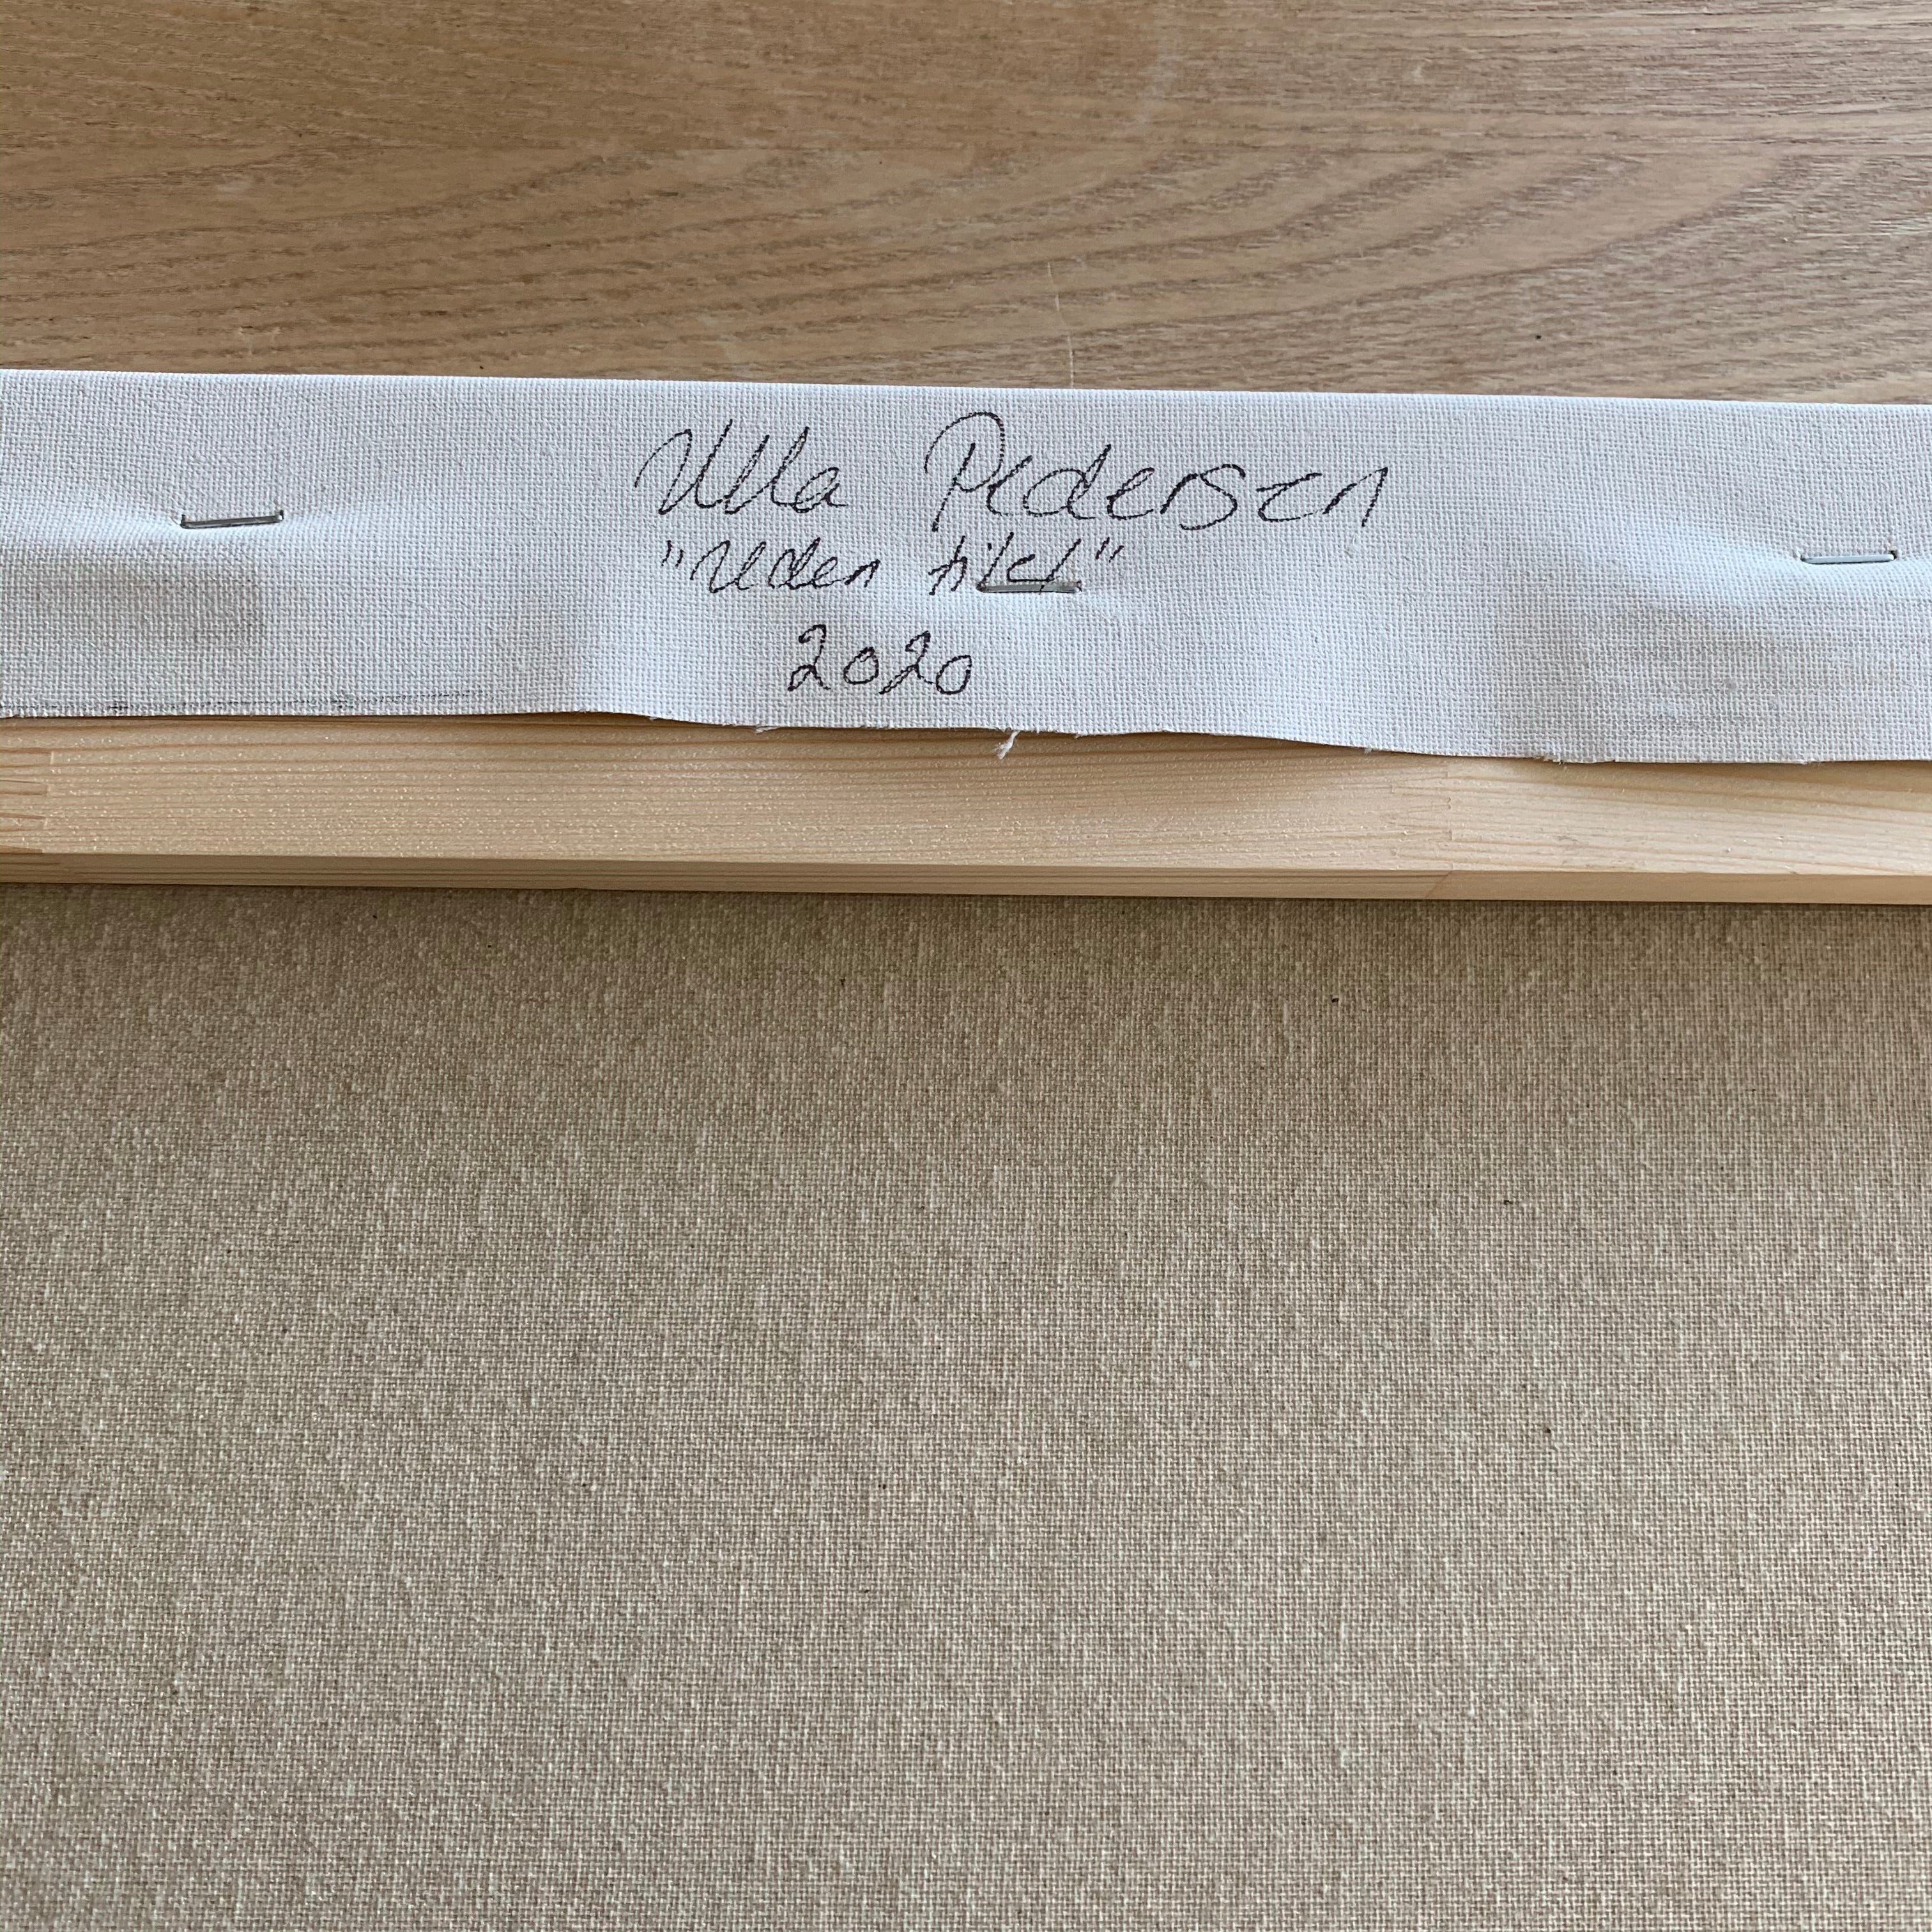 Ulla Pedersen
"Uden titel"
2020